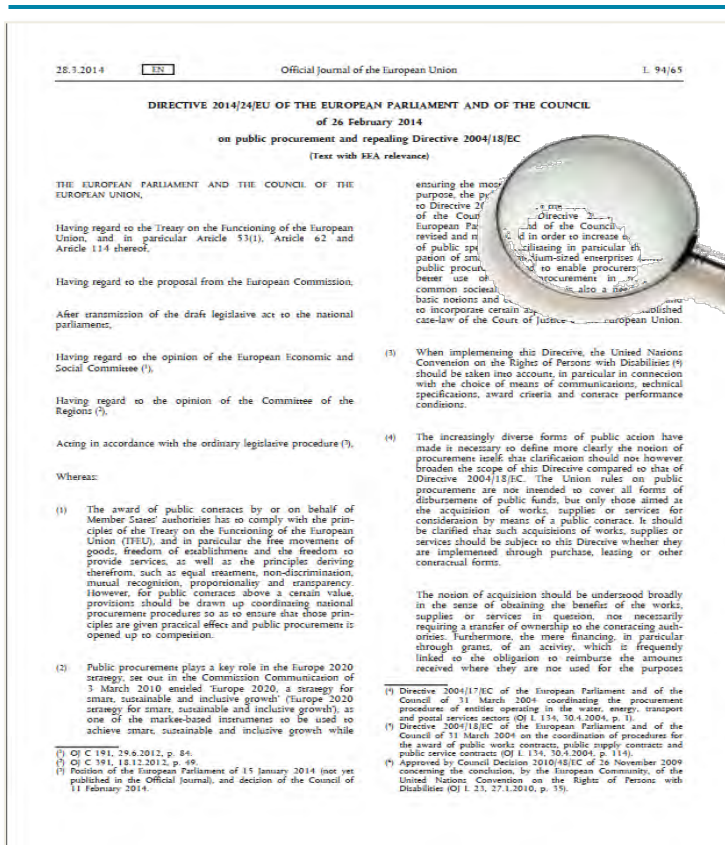 28.3.2014
EN
Official Journal of the European Union
L 94/65
DIRECTIVE 2014/24/EU OF THE EUROPEAN PARLIAMENT AND OF THE COUNCIL
of 26 February 2014
on public procurement and repealing Directive 2004/18/EC
(Text with EEA relevance)
THE EUROPEAN PARLIAMENT AND THE COUNCIL OF THE
EUROPEAN UNION,
Having regard to the Treaty on the Functioning of the European
Union, and in particular Article 53(1), Article 62 and
Article 114 thereof,
Having regard to the proposal from the European Commission,
After transmission of the draft legislative act to the national
parliaments,
Having regard to the opinion of the European Economic and
Social Committee (¹),
Having regard to the opinion of the Committee of the
Regions (²),
Acting in accordance with the ordinary legislative procedure (³),
Whereas:
(1) The award of public contracts by or on behalf of
Member States' authorities has to comply with the prin-
ciples of the Treaty on the Functioning of the European
Union (TFEU), and in particular the free movement of
goods, freedom of establishment and the freedom to
provide services, as well as the principles deriving
therefrom, such as equal treatment, non-discrimination,
mutual recognition, proportionality and transparency.
However, for public contracts above a certain value,
provisions should be drawn up coordinating national
procurement procedures so as to ensure that those prin-
ciples are given practical effect and public procurement is
opened up to competition.
(2) Public procurement plays a key role in the Europe 2020
strategy, set out in the Commission Communication of
3 March 2010 entitled 'Europe 2020, a strategy for
smart, sustainable and inclusive growth' ('Europe 2020
strategy for smart, sustainable and inclusive growth'), as
one of the market-based instruments to be used to
achieve smart, sustainable and inclusive growth while
(¹) OJ C 191, 29.6.2012, p. 84.
(²) OJ C 391, 18.12.2012, p. 49.
(³) Position of the European Parliament of 15 January 2014 (not yet
published in the Official Journal), and decision of the Council of
11 February 2014.
ensuring the most
purpose, the
to Directive
of the Directive
European and of the Council
revised and in order to increase
of public facilitating in particular
pation of medium-sized enterprises
public to enable procurers
better use of procurement in
common is also a
basic notions and
to incorporate certain established
case-law of the Court of Justice European Union.
(3) When implementing this Directive, the United Nations
Convention on the Rights of Persons with Disabilities (⁶)
should be taken into account, in particular in connection
with the choice of means of communications, technical
specifications, award criteria and contract performance
conditions.
(4) The increasingly diverse forms of public action have
made it necessary to define more clearly the notion of
procurement itself; that clarification should not however
broaden the scope of this Directive compared to that of
Directive 2004/18/EC. The Union rules on public
procurement are not intended to cover all forms of
disbursement of public funds, but only those aimed at
the acquisition of works, supplies or services for
consideration by means of a public contract. It should
be clarified that such acquisitions of works, supplies or
services should be subject to this Directive whether they
are implemented through purchase, leasing or other
contractual forms.
The notion of acquisition should be understood broadly
in the sense of obtaining the benefits of the works,
supplies or services in question, not necessarily
requiring a transfer of ownership to the contracting auth-
orities. Furthermore, the mere financing, in particular
through grants, of an activity, which is frequently
linked to the obligation to reimburse the amounts
received where they are not used for the purposes
(⁴) Directive 2004/17/EC of the European Parliament and of the
Council of 31 March 2004 coordinating the procurement
procedures of entities operating in the water, energy, transport
and postal services sectors (OJ L 134, 30.4.2004, p. 1).
(⁵) Directive 2004/18/EC of the European Parliament and of the
Council of 31 March 2004 on the coordination of procedures for
the award of public works contracts, public supply contracts and
public service contracts (OJ L 134, 30.4.2004, p. 114).
(⁶) Approved by Council Decision 2010/48/EC of 26 November 2009
concerning the conclusion, by the European Community, of the
United Nations Convention on the Rights of Persons with
Disabilities (OJ L 23, 27.1.2010, p. 35).